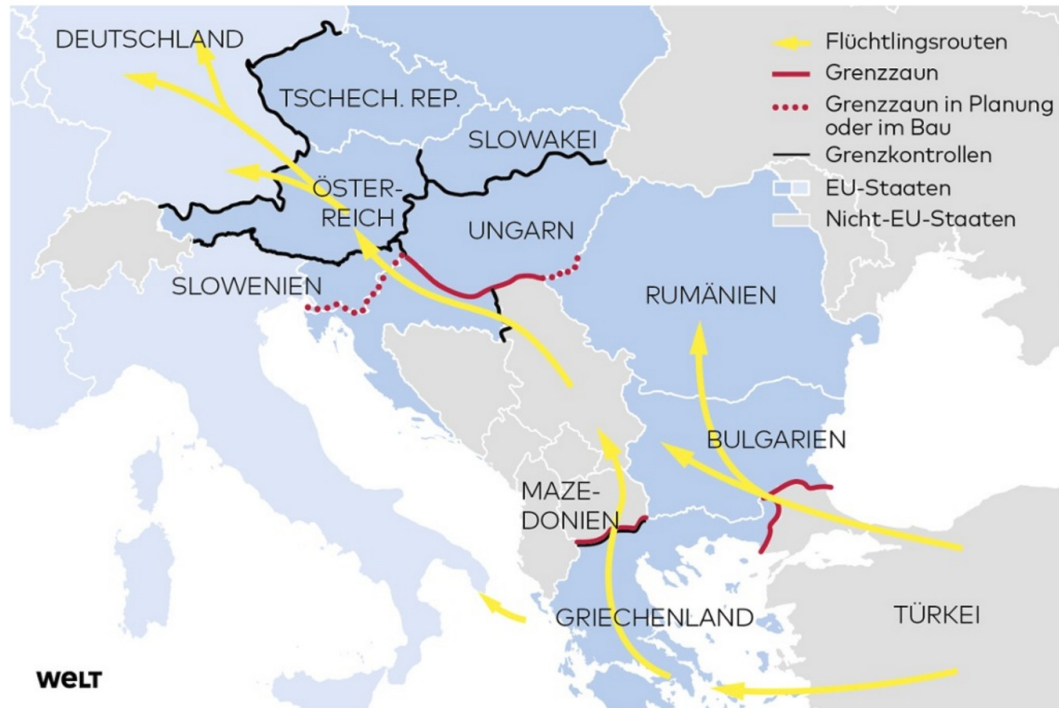 DEUTSCHLAND
TSCHECH. REP.
SLOWAKEI
ÖSTER-
REICH
UNGARN
SLOWENIEN
RUMÄNIEN
BULGARIEN
MAZE-
DONIEN
GRIECHENLAND
TÜRKEI
Flüchtlingsrouten
Grenzzaun
Grenzzaun in Planung
oder im Bau
Grenzkontrollen
EU-Staaten
Nicht-EU-Staaten
WELT